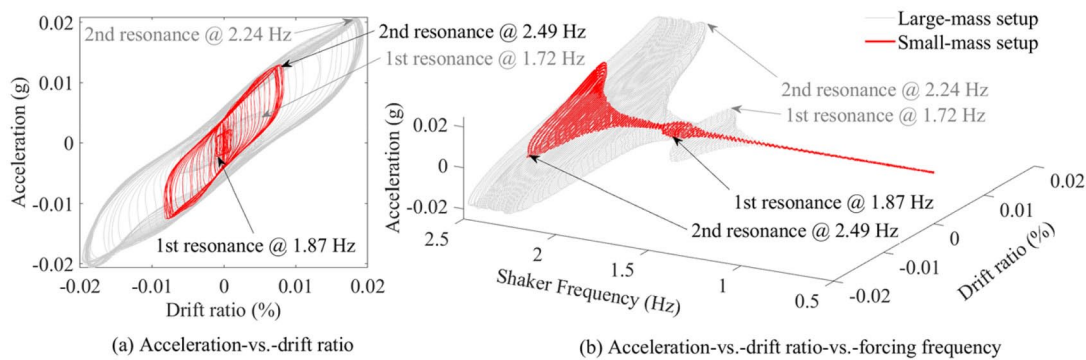 0.02
0.01
0
-0.01
-0.02
Acceleration (g)
-0.02 -0.01 0 0.01 0.02
Drift ratio (%)
2nd resonance @ 2.24 Hz
2nd resonance @ 2.49 Hz
1st resonance @ 1.72 Hz
1st resonance @ 1.87 Hz
(a) Acceleration-vs.-drift ratio
Large-mass setup
Small-mass setup
2nd resonance @ 2.24 Hz
1st resonance @ 1.72 Hz
0.02
0
-0.02
Acceleration (g)
1st resonance @ 1.87 Hz
2nd resonance @ 2.49 Hz
2.5 2 1.5 1 0.5
Shaker Frequency (Hz)
0.02
0.01
0
-0.01
-0.02
Drift ratio (%)
(b) Acceleration-vs.-drift ratio-vs.-forcing frequency